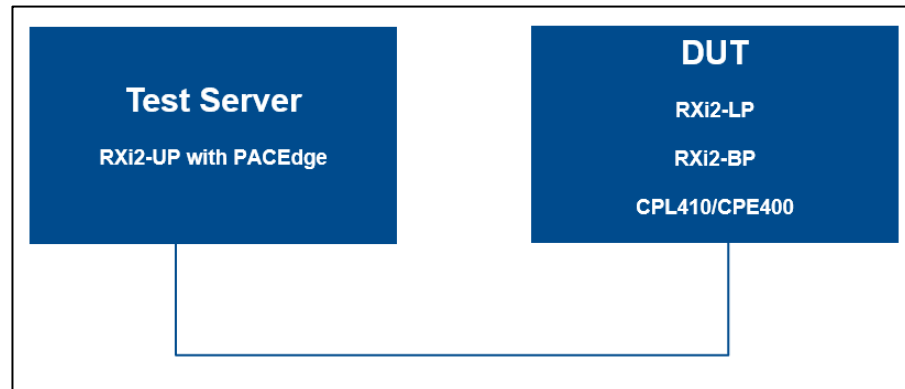 Test Server
RXi2-UP with PACEdge
DUT
RXi2-LP
RXi2-BP
CPL410/CPE400